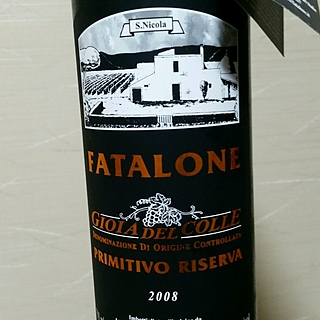 S.Nicola
FATALONE
GIOIA DEL COLLE
DENOMINAZIONE DI ORIGINE CONTROLLATA
PRIMITIVO RISERVA
2008